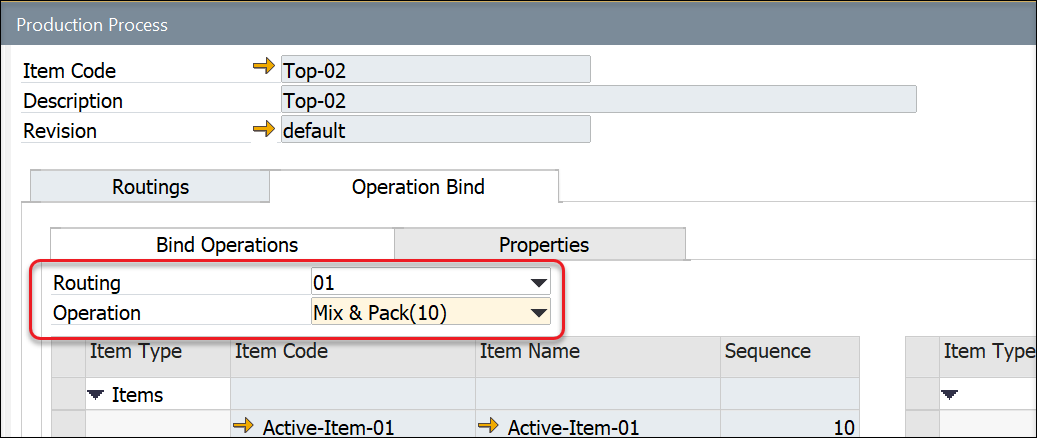 Production Process
Item Code Top-02
Description Top-02
Revision default
Routings Operation Bind
Bind Operations Properties
Routing 01
Operation Mix & Pack(10)
Item Type Item Code Item Name Sequence Item Type
Items
Active-Item-01 Active-Item-01 10